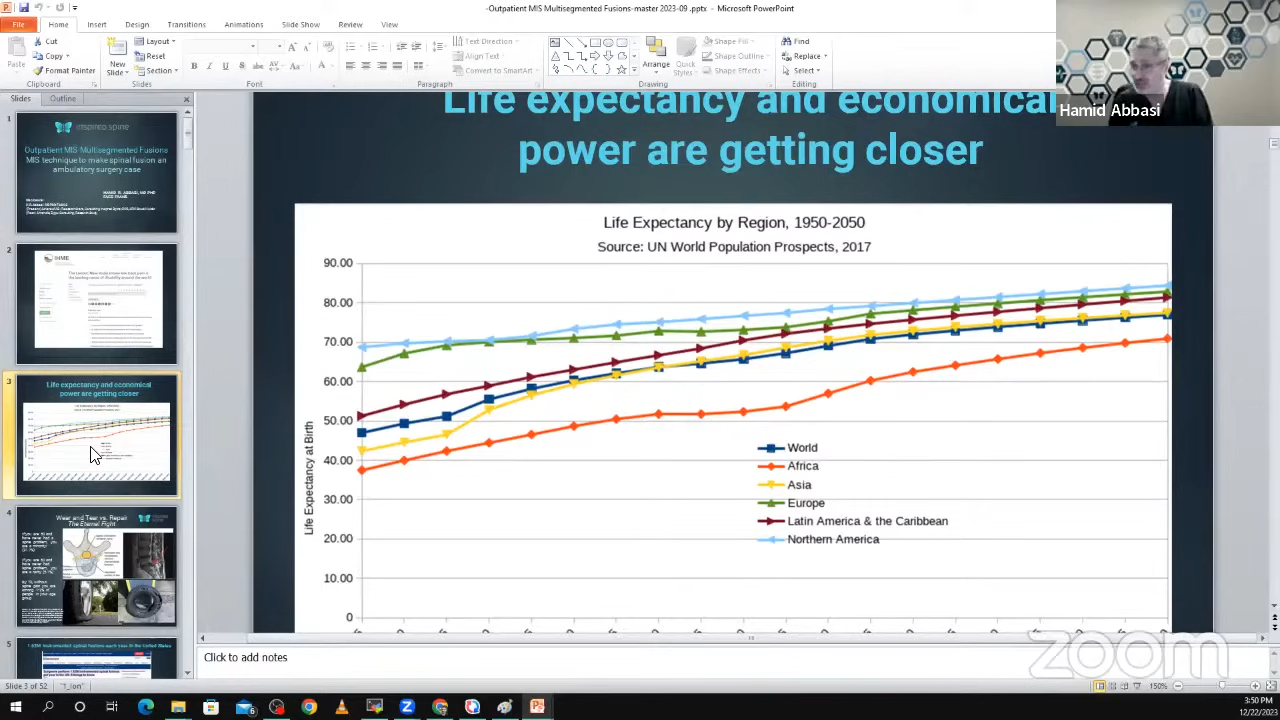 -Outpatient MIS Multisegmented Fusions-master 2023-09 .pptx - Microsoft PowerPoint
File Home Insert Design Transitions Animations Slide Show Review View
Cut
Copy
Format Painter
Clipboard
New Slide
Layout
Reset
Section
Slides
Font
Text Direction
Align Text
Convert to SmartArt
Paragraph
Arrange
Quick Styles
Shape Fill
Shape Outline
Shape Effects
Drawing
Find
Replace
Select
Editing
Hamid Abbasi
Slides Outline
1
inspired spine
Outpatient MIS Multisegmented Fusions
MIS technique to make spinal fusion an
ambulatory surgery case
2
IHME
3
Life expectancy and economical
power are getting closer
4
Wear and Tear vs. Repair
The Eternal Fight
5
Life expectancy and economical
power are getting closer
Life Expectancy by Region, 1950-2050
Source: UN World Population Prospects, 2017
Life Expectancy at Birth
90.00
80.00
70.00
60.00
50.00
40.00
30.00
20.00
10.00
0
World
Africa
Asia
Europe
Latin America & the Caribbean
Northern America
Click to add notes
zoom
Slide 3 of 52
150%
3:50 PM
12/22/2023